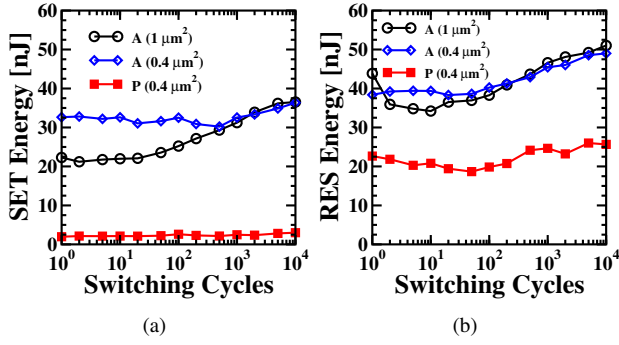 SET Energy [nJ]
60
50
40
30
20
10
0
A (1 μm²)
A (0.4 μm²)
P (0.4 μm²)
10⁰ 10¹ 10² 10³ 10⁴
Switching Cycles
(a)
RES Energy [nJ]
60
50
40
30
20
10
0
A (1 μm²)
A (0.4 μm²)
P (0.4 μm²)
10⁰ 10¹ 10² 10³ 10⁴
Switching Cycles
(b)